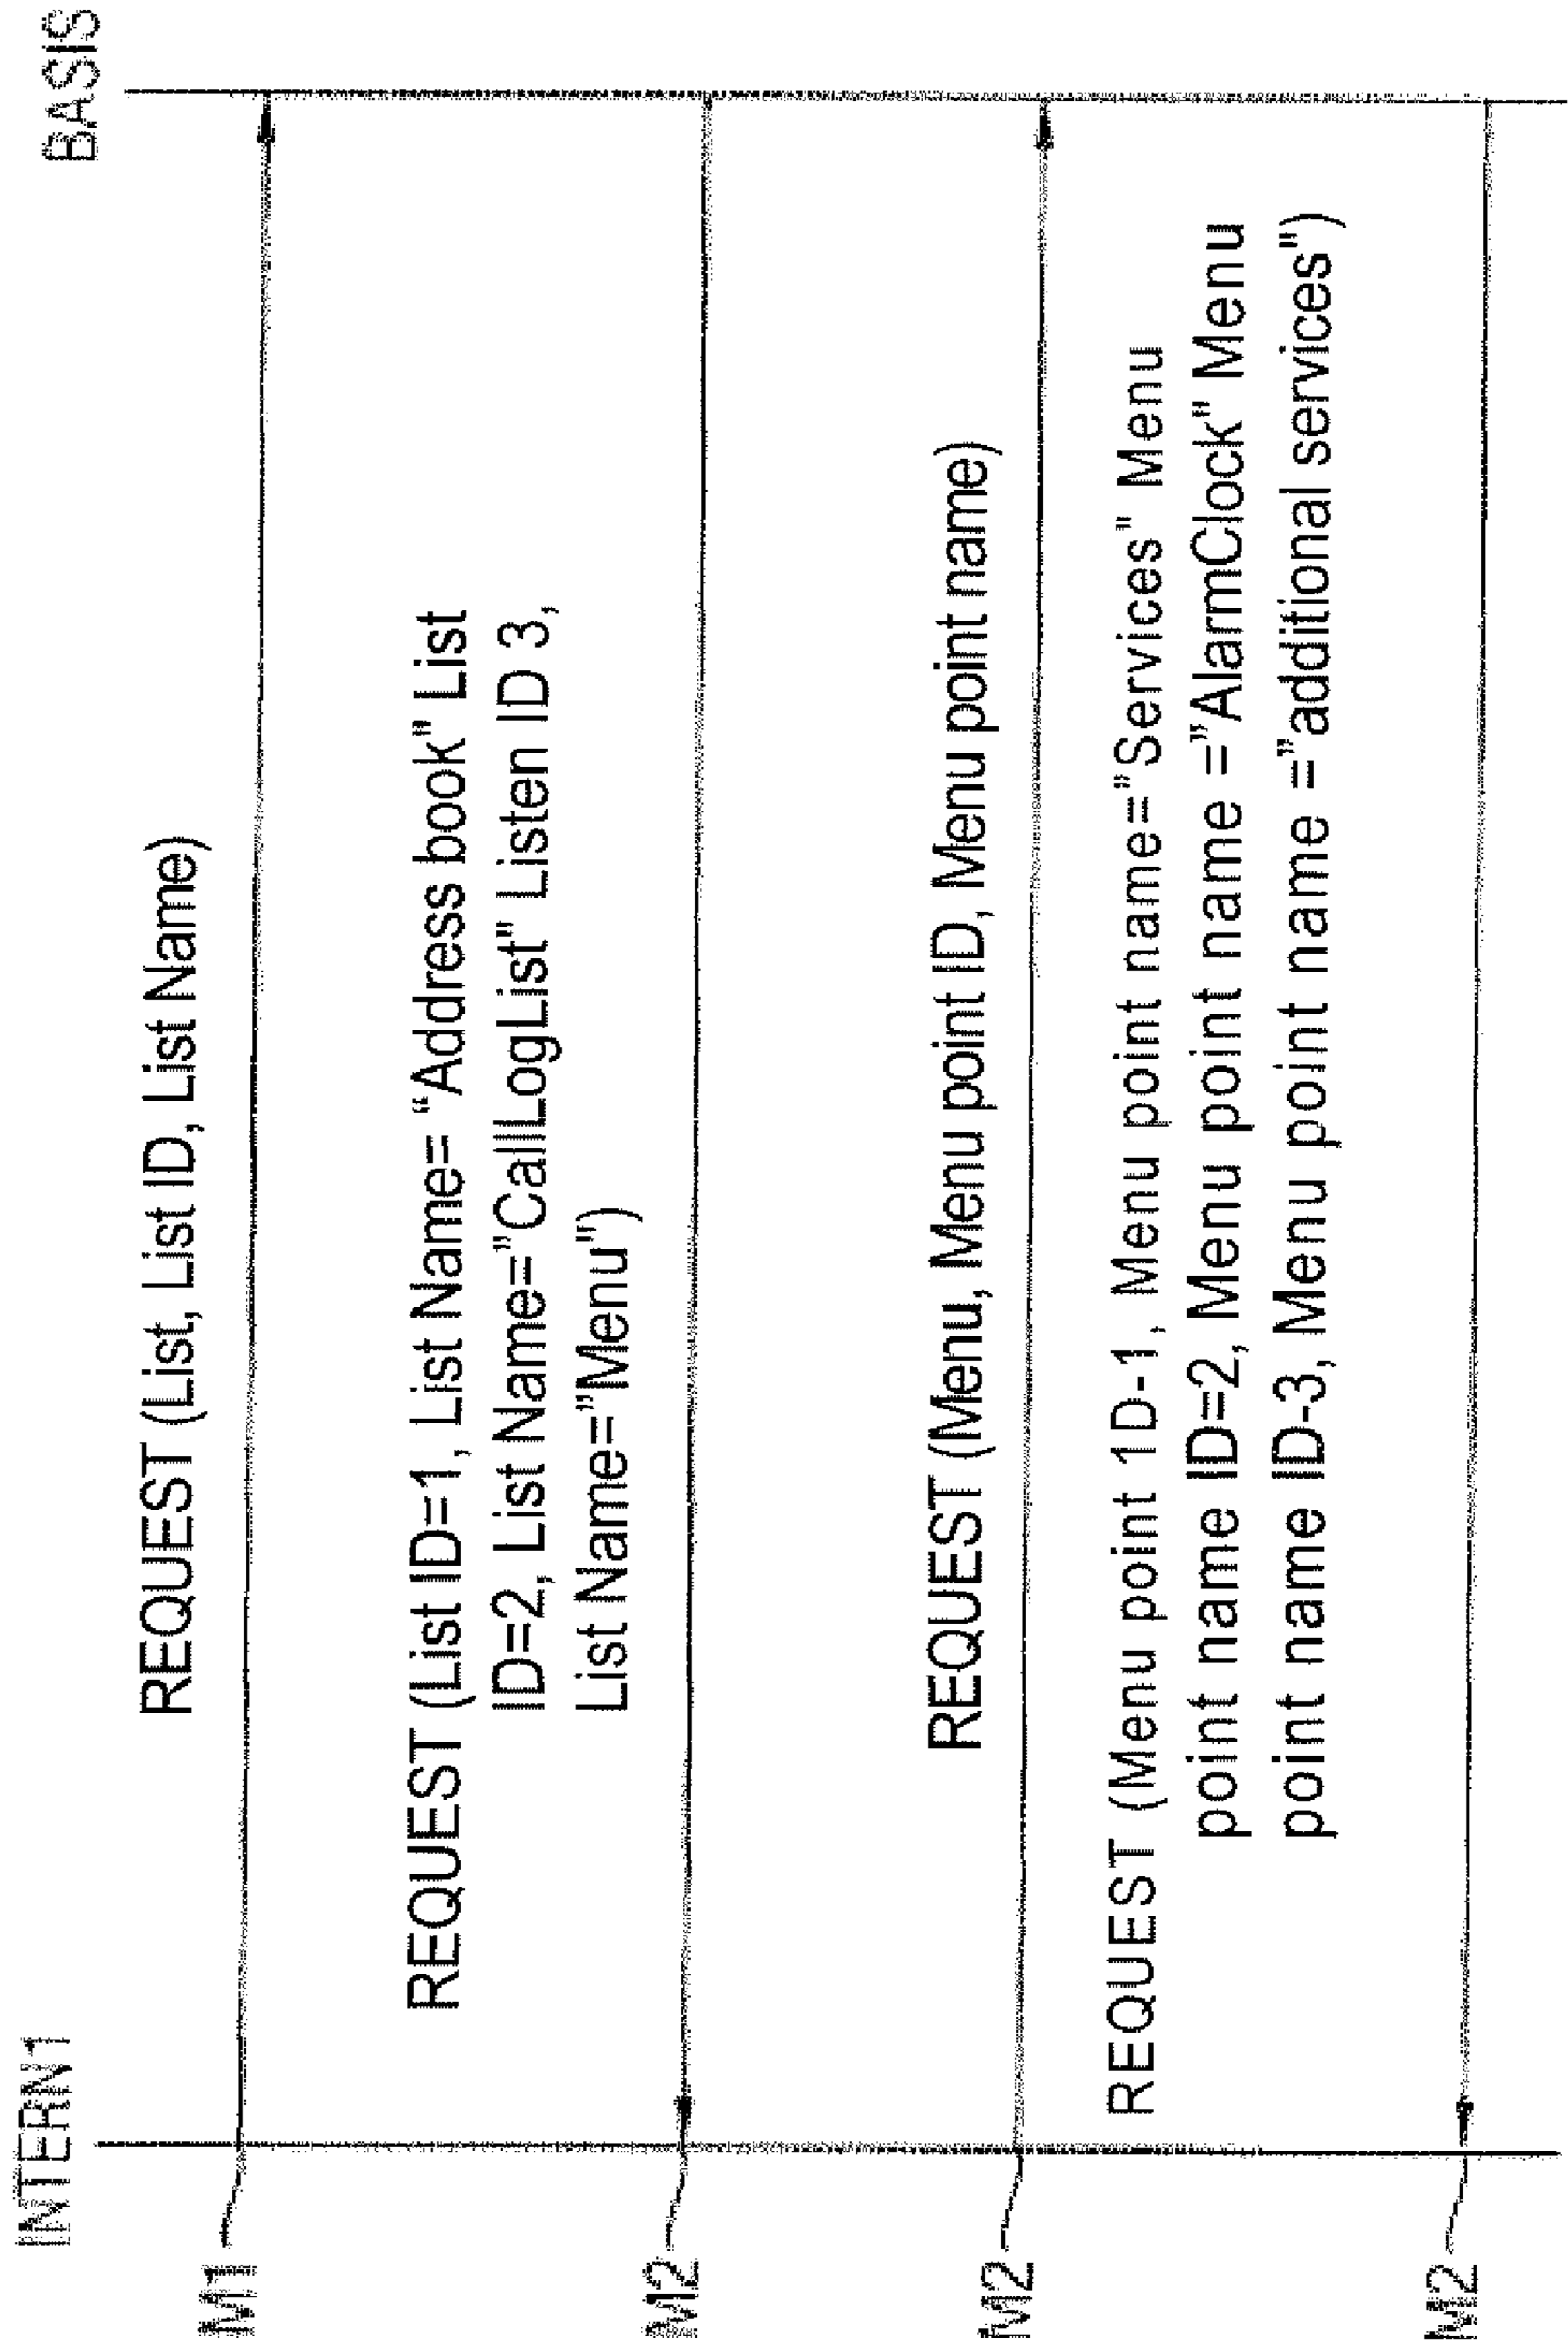 INTERN1
BASIS
M1
REQUEST (List, List ID, List Name)
REQUEST (List ID=1, List Name= "Address book" List
ID=2, List Name="CallLogList" Listen ID 3,
List Name="Menu")
M2
REQUEST (Menu, Menu point ID, Menu point name)
M2
REQUEST (Menu point 1D-1, Menu point name="Services" Menu
point name ID=2, Menu point name ="AlarmClock" Menu
point name ID-3, Menu point name ="additional services")
M2